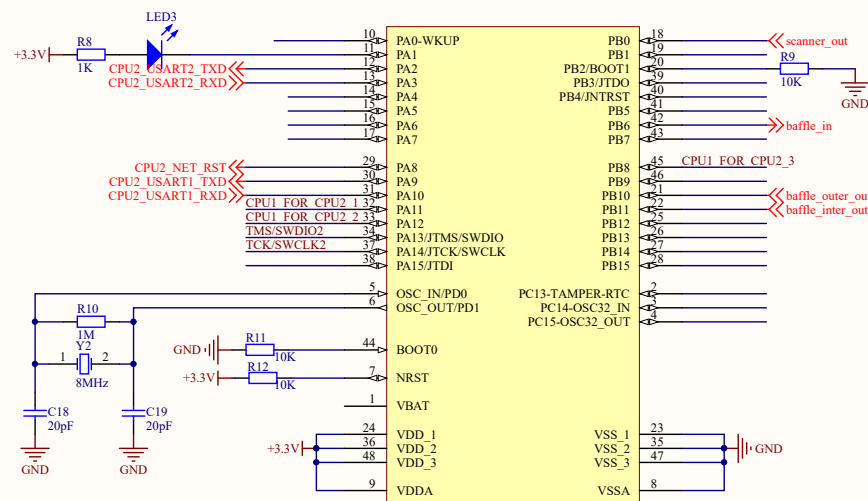 LED3
+3.3V R8 1K
10 PA0-WKUP PB0 18 scanner_out
11 PA1 PB1 19
CPU2_USART2_TXD 12 PA2 PB2/BOOT1 20 R9 10K GND
CPU2_USART2_RXD 13 PA3 PB3/JTDO 39
14 PA4 PB4/JNTRST 40
15 PA5 PB5 41
16 PA6 PB6 42 baffle_in
17 PA7 PB7 43
CPU2_NET_RST 29 PA8 PB8 45 CPU1_FOR_CPU2_3
CPU2_USART1_TXD 30 PA9 PB9 46
CPU2_USART1_RXD 31 PA10 PB10 21 baffle_outer_out
CPU1_FOR_CPU2_1 32 PA11 PB11 22 baffle_inter_out
CPU1_FOR_CPU2_2 33 PA12 PB12 25
TMS/SWDIO2 34 PA13/JTMS/SWDIO PB13 26
TCK/SWCLK2 37 PA14/JTCK/SWCLK PB14 27
38 PA15/JTDI PB15 28
5 OSC_IN/PD0 PC13-TAMPER-RTC 2
6 OSC_OUT/PD1 PC14-OSC32_IN 3
PC15-OSC32_OUT 4
R10
1M
Y2
1 2
8MHz
GND R11 10K 44 BOOT0
+3.3V R12 10K 7 NRST
1 VBAT
C18 20pF GND
C19 20pF GND
24 VDD_1 VSS_1 23
+3.3V 36 VDD_2 VSS_2 35 GND
48 VDD_3 VSS_3 47
9 VDDA VSSA 8